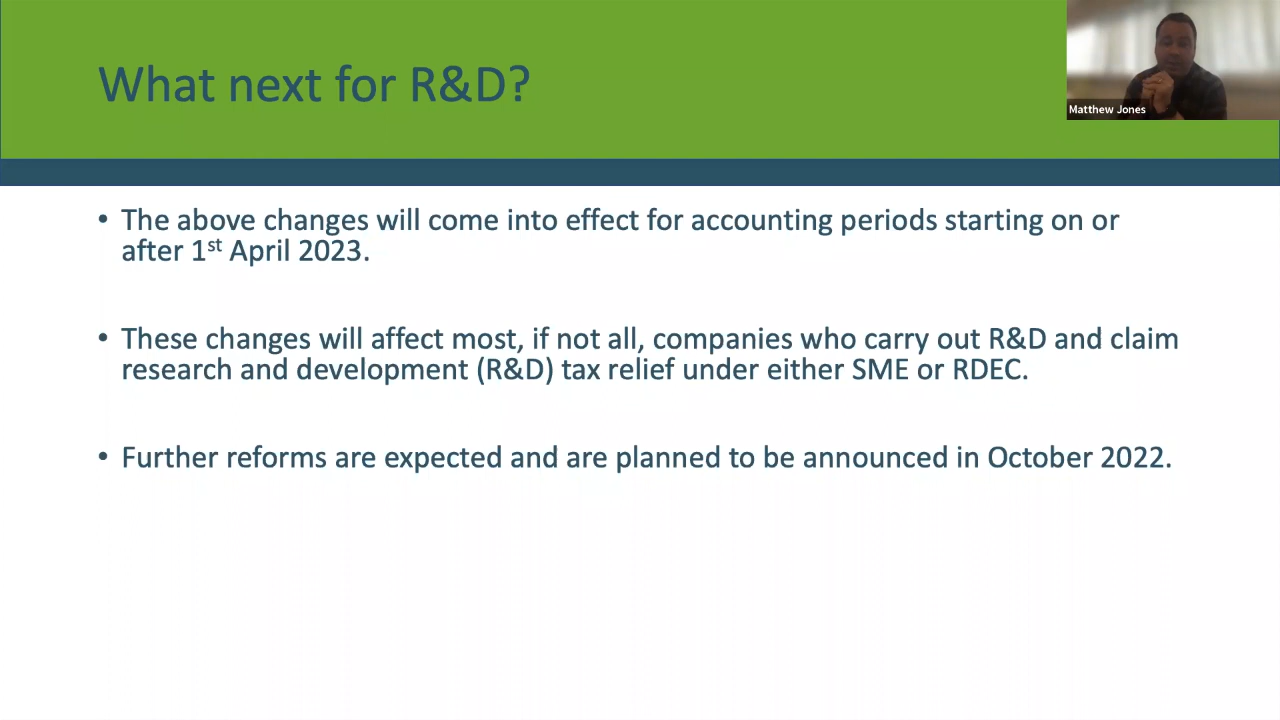 What next for R&D?
Matthew Jones
• The above changes will come into effect for accounting periods starting on or
after 1st April 2023.
• These changes will affect most, if not all, companies who carry out R&D and claim
research and development (R&D) tax relief under either SME or RDEC.
• Further reforms are expected and are planned to be announced in October 2022.